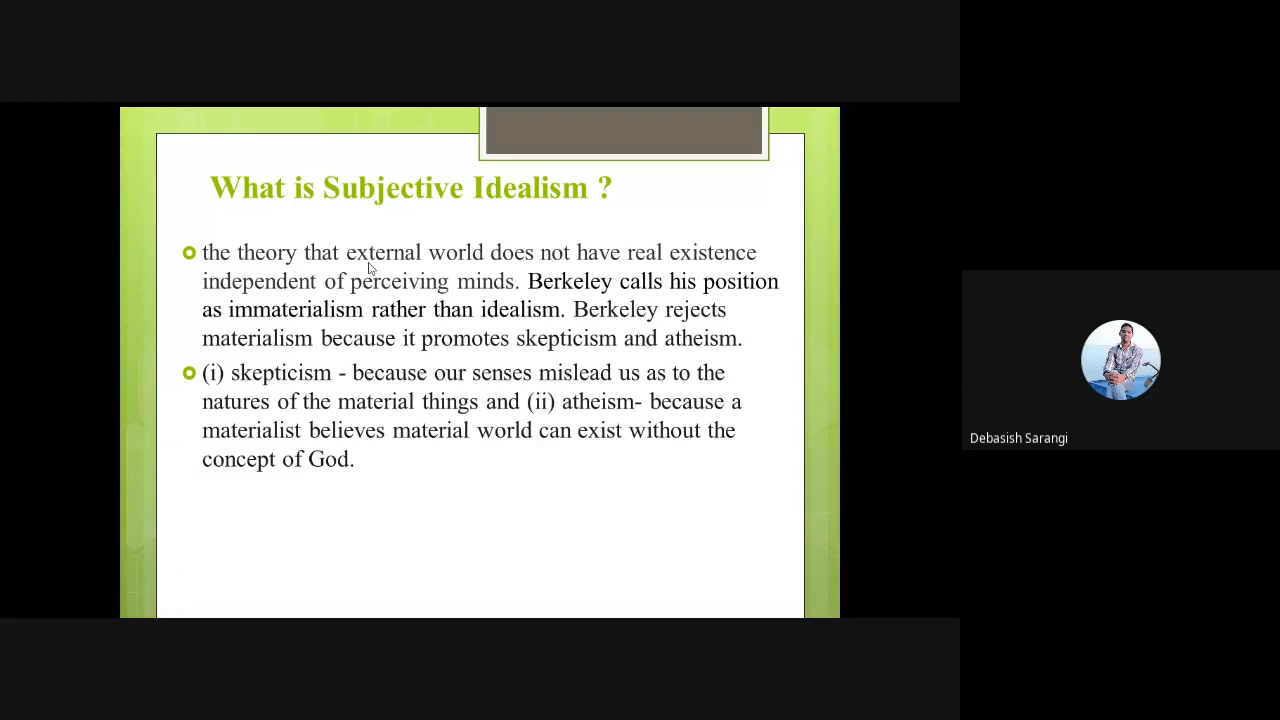 What is Subjective Idealism ?
the theory that external world does not have real existence
independent of perceiving minds. Berkeley calls his position
as immaterialism rather than idealism. Berkeley rejects
materialism because it promotes skepticism and atheism.
(i) skepticism - because our senses mislead us as to the
natures of the material things and (ii) atheism- because a
materialist believes material world can exist without the
concept of God.
Debasish Sarangi